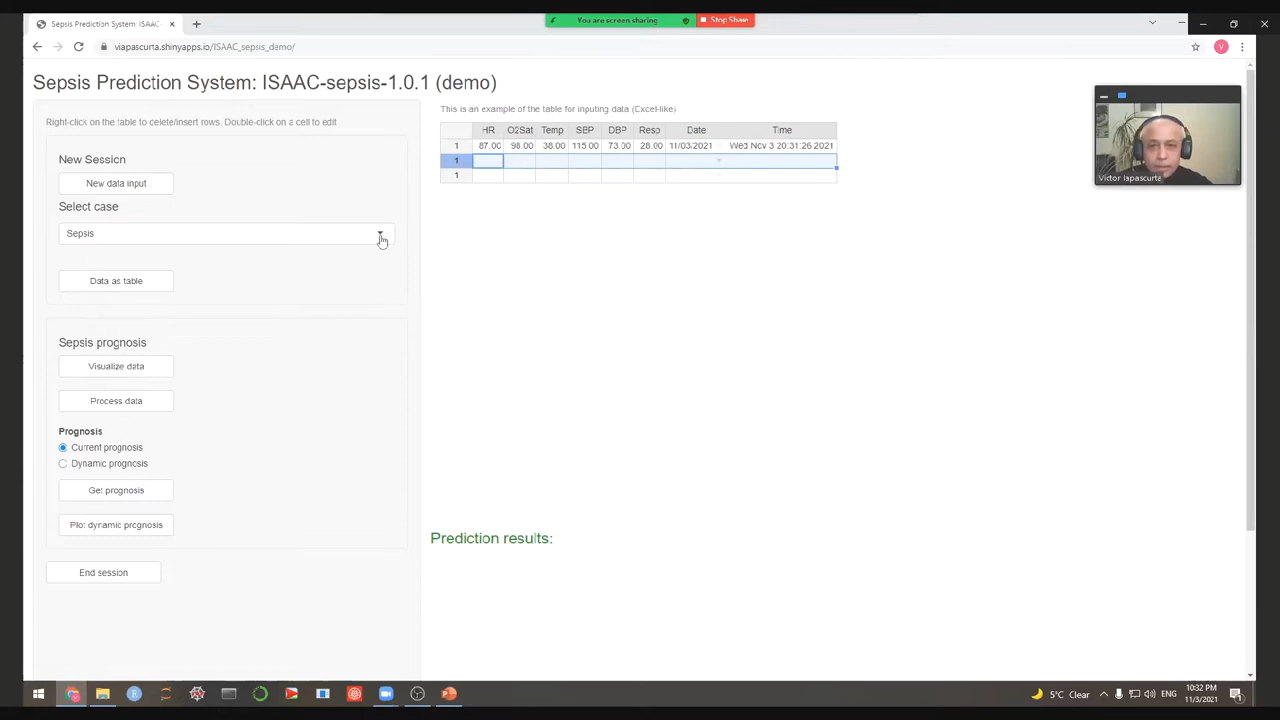 Sepsis Prediction System: ISAAC-
You are screen sharing
Stop Share
viapascurta.shinyapps.io/ISAAC_sepsis_demo/
V
Sepsis Prediction System: ISAAC-sepsis-1.0.1 (demo)
Right-click on the table to delete/insert rows. Double-click on a cell to edit
New Session
New data input
Select case
Sepsis
Data as table
Sepsis prognosis
Visualize data
Process data
Prognosis
Current prognosis
Dynamic prognosis
Get prognosis
Plot dynamic prognosis
End session
This is an example of the table for inputing data (Excel-like)
HR O2Sat Temp SBP DBP Resp Date Time
1 87.00 98.00 38.00 115.00 73.00 28.00 11/03/2021 Wed Nov 3 20:31:26 2021
1
1
Prediction results:
Victor Iapascurta
5°C Clear
ENG
10:32 PM
11/3/2021
1